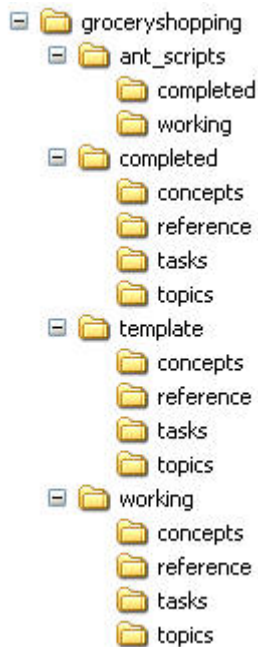 groceryshopping
ant_scripts
completed
working
completed
concepts
reference
tasks
topics
template
concepts
reference
tasks
topics
working
concepts
reference
tasks
topics